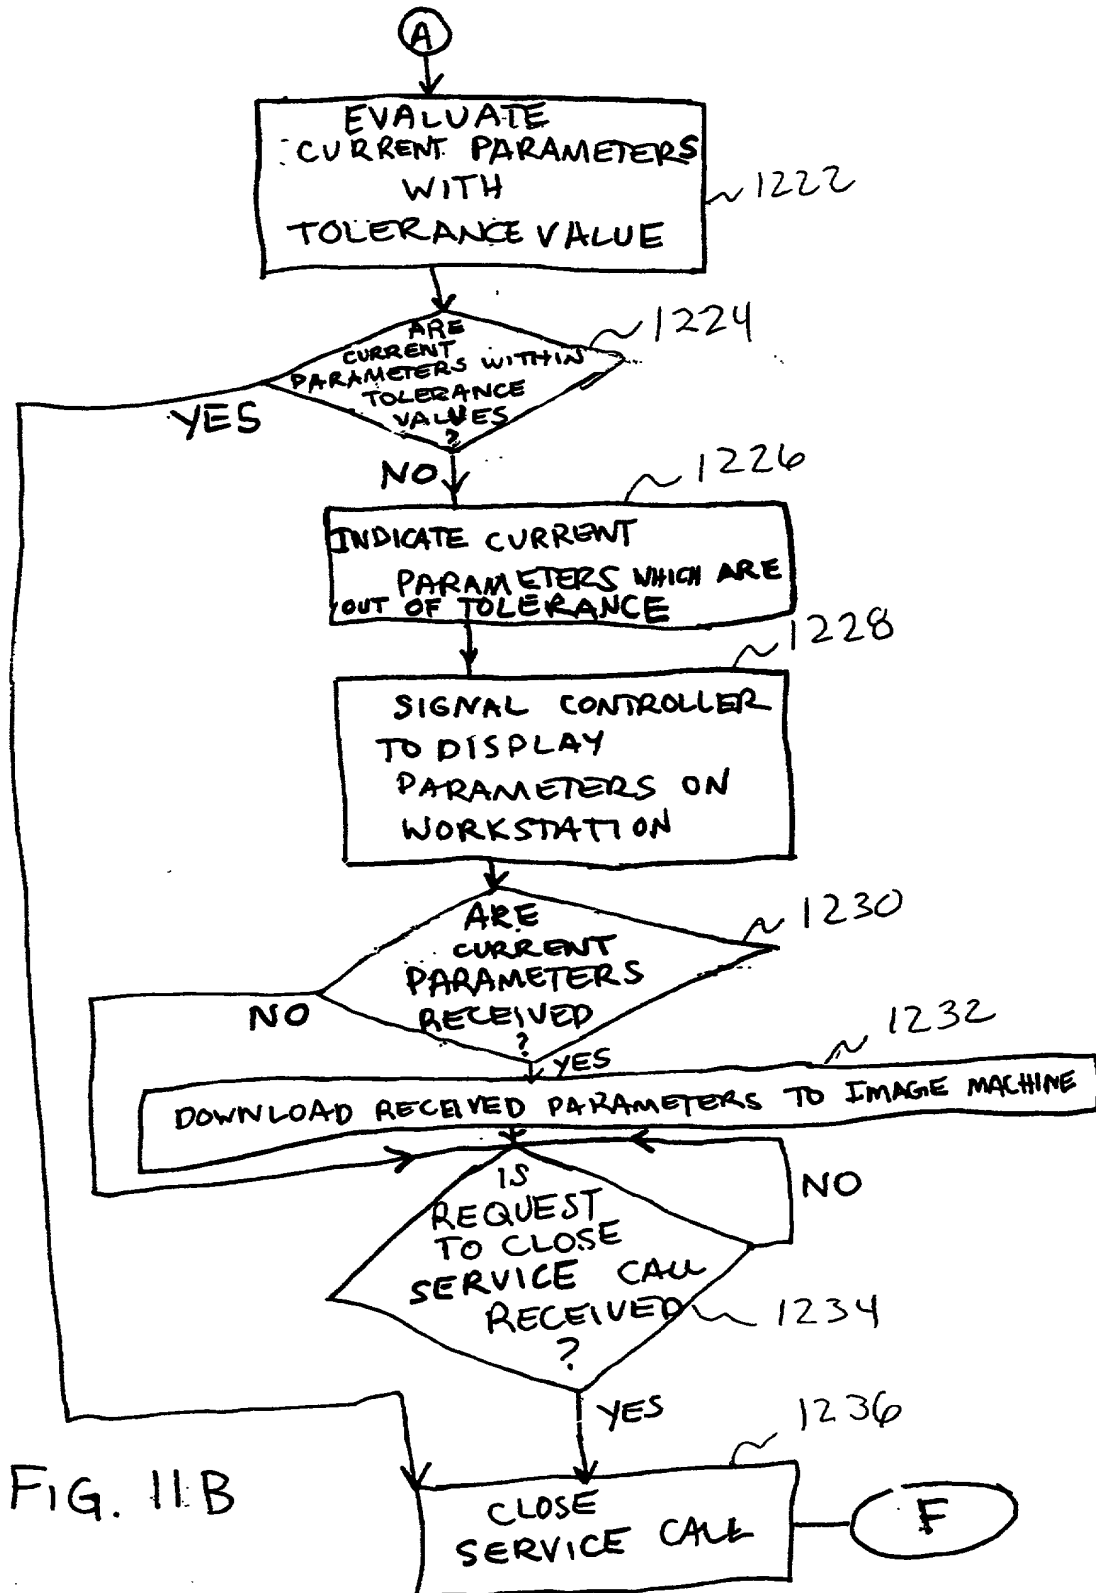 A
EVALUATE
CURRENT PARAMETERS
WITH
TOLERANCE VALUE
1222
ARE
CURRENT
PARAMETERS WITHIN
TOLERANCE
VALUES
?
1224
YES
NO
1226
INDICATE CURRENT
PARAMETERS WHICH ARE
OUT OF TOLERANCE
1228
SIGNAL CONTROLLER
TO DISPLAY
PARAMETERS ON
WORKSTATION
ARE
CURRENT
PARAMETERS
RECEIVED
?
1230
NO
YES
1232
DOWNLOAD RECEIVED PARAMETERS TO IMAGE MACHINE
IS
REQUEST
TO CLOSE
SERVICE CALL
RECEIVED
?
NO
1234
YES
1236
CLOSE
SERVICE CALL
F
FIG. 11B